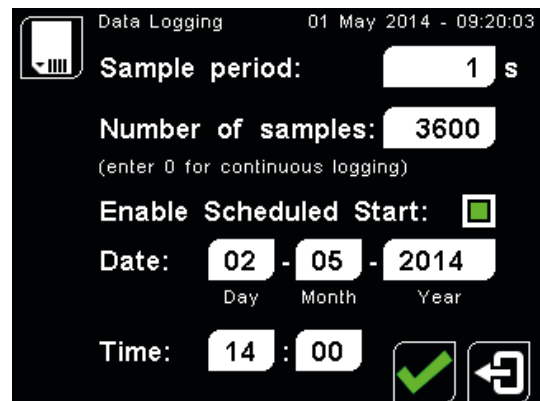 Data Logging 01 May 2014 - 09:20:03
Sample period: 1 s
Number of samples: 3600
(enter 0 for continuous logging)
Enable Scheduled Start:
Date: 02 - 05 - 2014
Day Month Year
Time: 14 : 00